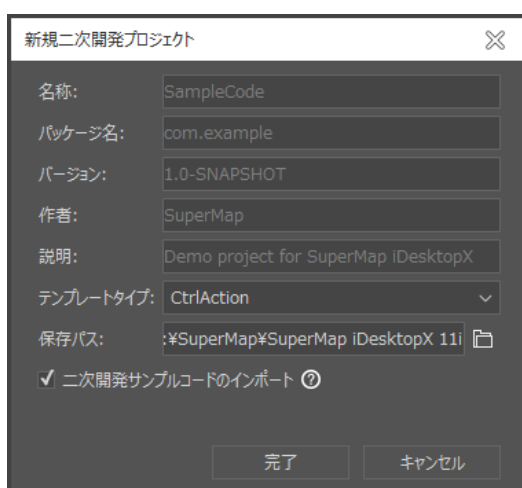 新規二次開発プロジェクト
名称: SampleCode
パッケージ名: com.example
バージョン: 1.0-SNAPSHOT
作者: SuperMap
説明: Demo project for SuperMap iDesktopX
テンプレートタイプ: CtrlAction
保存パス: :¥SuperMap¥SuperMap iDesktopX 11i
二次開発サンプルコードのインポート
完了 キャンセル